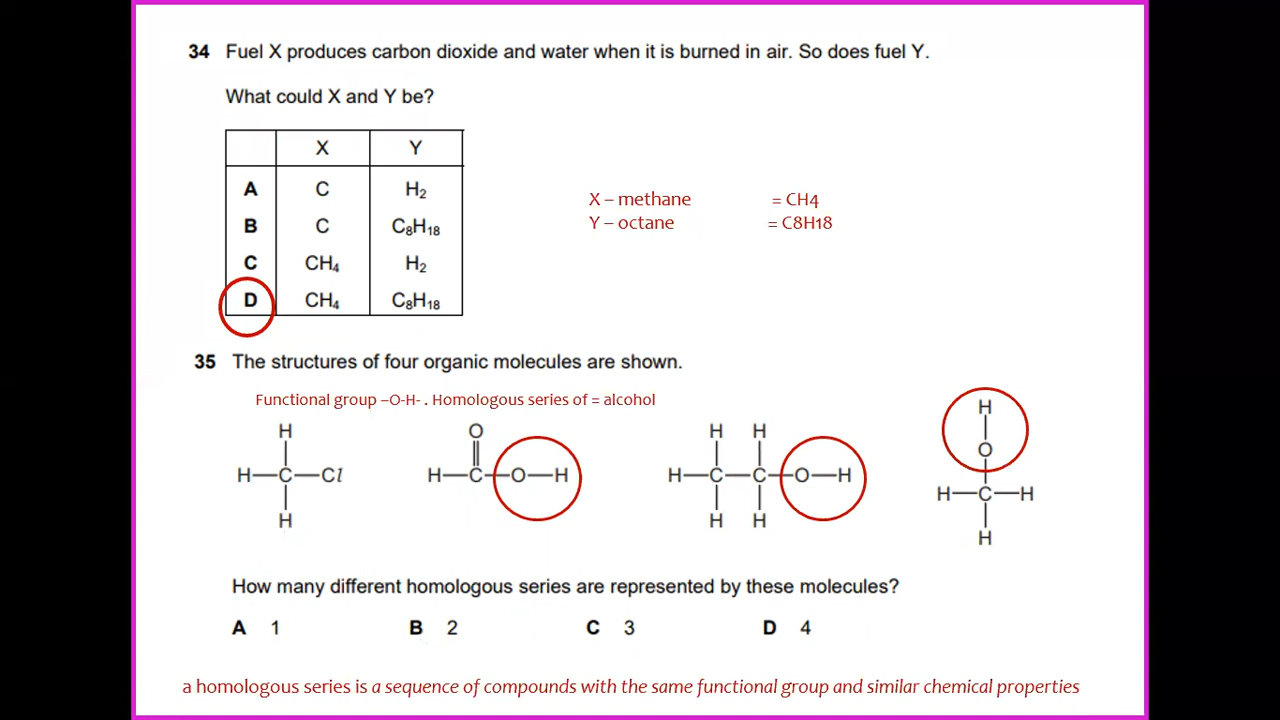 34 Fuel X produces carbon dioxide and water when it is burned in air. So does fuel Y.
What could X and Y be?
X Y
A C H₂
B C C₈H₁₈
C CH₄ H₂
D CH₄ C₈H₁₈
X – methane = CH4
Y – octane = C8H18
35 The structures of four organic molecules are shown.
Functional group –O-H- . Homologous series of = alcohol
H
H—C—Cl
H
O
H—C—O—H
H H
H—C—C—O—H
H H
H
O
H—C—H
H
How many different homologous series are represented by these molecules?
A 1 B 2 C 3 D 4
a homologous series is a sequence of compounds with the same functional group and similar chemical properties